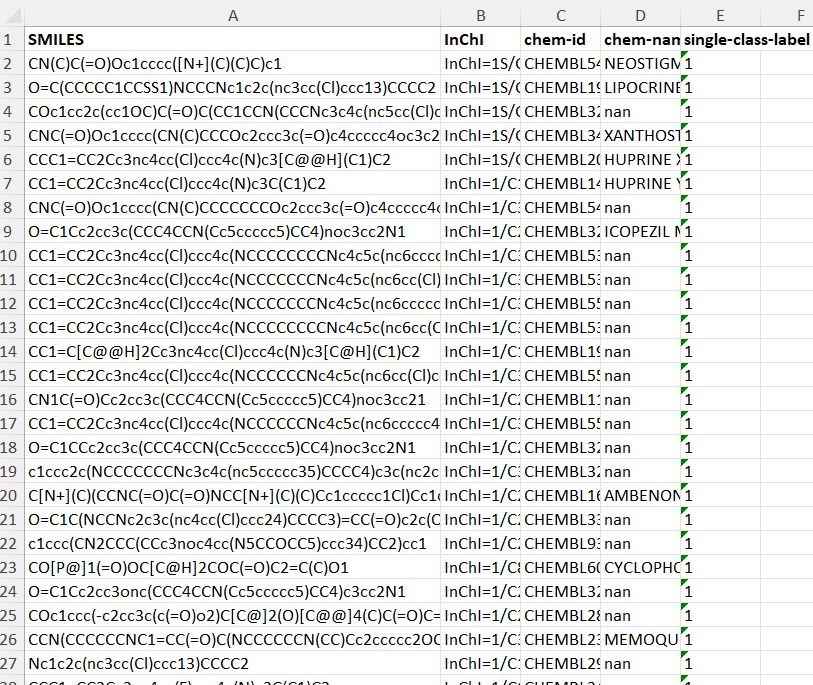 A B C D E F
1 SMILES InChI chem-id chem-nan single-class-label
2 CN(C)C(=O)Oc1cccc([N+](C)(C)C)c1 InChI=1S/C CHEMBL54 NEOSTIGM 1
3 O=C(CCCCC1CCSS1)NCCCNc1c2c(nc3cc(Cl)ccc13)CCCC2 InChI=1S/C CHEMBL19 LIPOCRINE 1
4 COc1cc2c(cc1OC)C(=O)C(CC1CCN(CCCNc3c4c(nc5cc(Cl)c InChI=1S/C CHEMBL32 nan 1
5 CNC(=O)Oc1cccc(CN(C)CCCOc2ccc3c(=O)c4ccccc4oc3c2 InChI=1S/C CHEMBL34 XANTHOST 1
6 CCC1=CC2Cc3nc4cc(Cl)ccc4c(N)c3[C@@H](C1)C2 InChI=1S/C CHEMBL20 HUPRINE X 1
7 CC1=CC2Cc3nc4cc(Cl)ccc4c(N)c3C(C1)C2 InChI=1/C1 CHEMBL14 HUPRINE Y 1
8 CNC(=O)Oc1cccc(CN(C)CCCCCCCOc2ccc3c(=O)c4ccccc4c InChI=1/C3 CHEMBL54 nan 1
9 O=C1Cc2cc3c(CCC4CCN(Cc5ccccc5)CC4)noc3cc2N1 InChI=1/C2 CHEMBL32 ICOPEZIL M 1
10 CC1=CC2Cc3nc4cc(Cl)ccc4c(NCCCCCCCCNc4c5c(nc6cccc InChI=1/C3 CHEMBL53 nan 1
11 CC1=CC2Cc3nc4cc(Cl)ccc4c(NCCCCCCCNc4c5c(nc6cc(Cl) InChI=1/C3 CHEMBL53 nan 1
12 CC1=CC2Cc3nc4cc(Cl)ccc4c(NCCCCCCCNc4c5c(nc6ccccc InChI=1/C3 CHEMBL55 nan 1
13 CC1=CC2Cc3nc4cc(Cl)ccc4c(NCCCCCCCCNc4c5c(nc6cc(C InChI=1/C3 CHEMBL53 nan 1
14 CC1=C[C@@H]2Cc3nc4cc(Cl)ccc4c(N)c3[C@H](C1)C2 InChI=1/C1 CHEMBL19 nan 1
15 CC1=CC2Cc3nc4cc(Cl)ccc4c(NCCCCCCNc4c5c(nc6cc(Cl)c InChI=1/C3 CHEMBL55 nan 1
16 CN1C(=O)Cc2cc3c(CCC4CCN(Cc5ccccc5)CC4)noc3cc21 InChI=1/C2 CHEMBL11 nan 1
17 CC1=CC2Cc3nc4cc(Cl)ccc4c(NCCCCCCNc4c5c(nc6ccccc4 InChI=1/C3 CHEMBL55 nan 1
18 O=C1CCc2cc3c(CCC4CCN(Cc5ccccc5)CC4)noc3cc2N1 InChI=1/C2 CHEMBL32 nan 1
19 c1ccc2c(NCCCCCCCNc3c4c(nc5ccccc35)CCCC4)c3c(nc2c InChI=1/C3 CHEMBL32 nan 1
20 C[N+](C)(CCNC(=O)C(=O)NCC[N+](C)(C)Cc1ccccc1Cl)Cc1c InChI=1/C2 CHEMBL16 AMBENON 1
21 O=C1C(NCCNc2c3c(nc4cc(Cl)ccc24)CCCC3)=CC(=O)c2c(C InChI=1/C2 CHEMBL33 nan 1
22 c1ccc(CN2CCC(CCc3noc4cc(N5CCOCC5)ccc34)CC2)cc1 InChI=1/C2 CHEMBL93 nan 1
23 CO[P@]1(=O)OC[C@H]2COC(=O)C2=C(C)O1 InChI=1/C8 CHEMBL60 CYCLOPHC 1
24 O=C1Cc2cc3onc(CCC4CCN(Cc5ccccc5)CC4)c3cc2N1 InChI=1/C2 CHEMBL32 nan 1
25 COc1ccc(-c2cc3c(c(=O)o2)C[C@]2(O)[C@@]4(C)C(=O)C= InChI=1/C2 CHEMBL28 nan 1
26 CCN(CCCCCCNC1=CC(=O)C(NCCCCCCN(CC)Cc2ccccc2OC InChI=1/C3 CHEMBL23 MEMOQU 1
27 Nc1c2c(nc3cc(Cl)ccc13)CCCC2 InChI=1/C1 CHEMBL29 nan 1